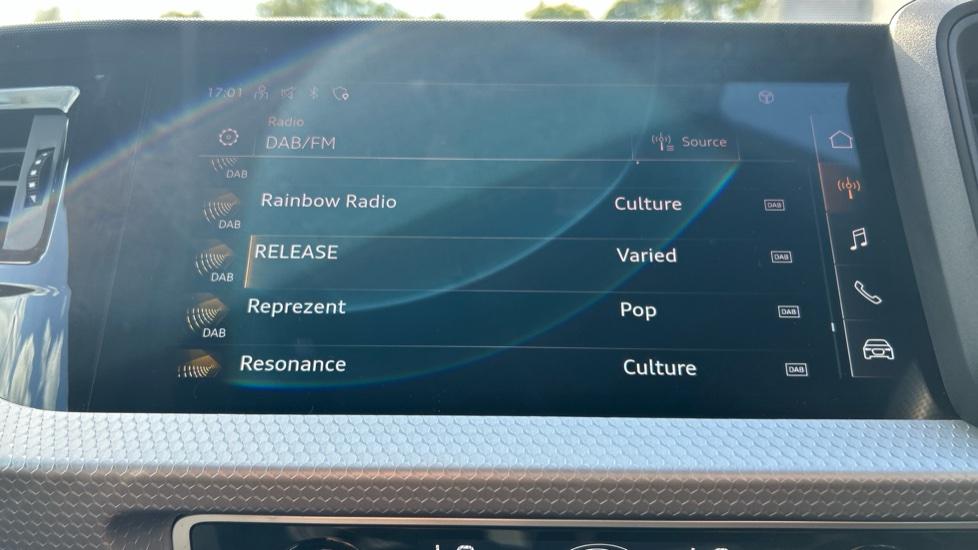 17:01
Radio
DAB/FM
Source
DAB
Rainbow Radio Culture DAB
DAB
RELEASE Varied DAB
DAB
Reprezent Pop DAB
DAB
Resonance Culture DAB